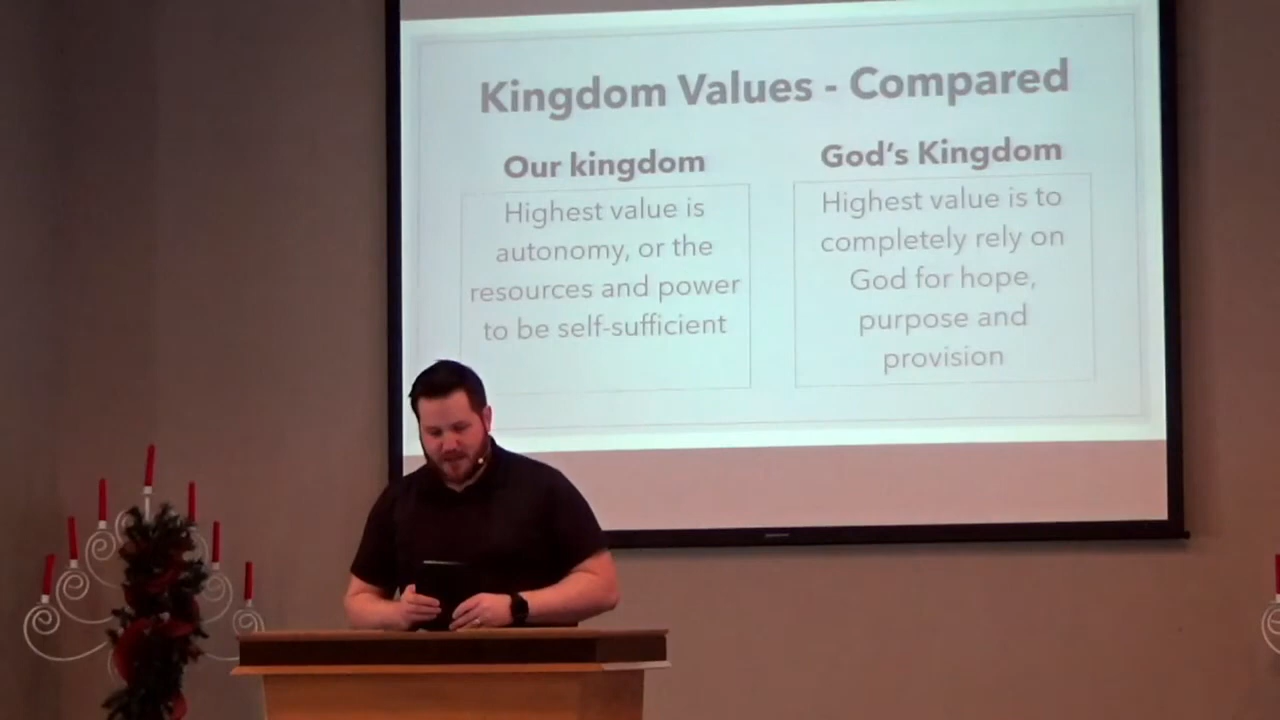 Kingdom Values - Compared
Our kingdom
Highest value is
autonomy, or the
resources and power
to be self-sufficient
God‘s Kingdom
Highest value is to
completely rely on
God for hope,
purpose and
provision